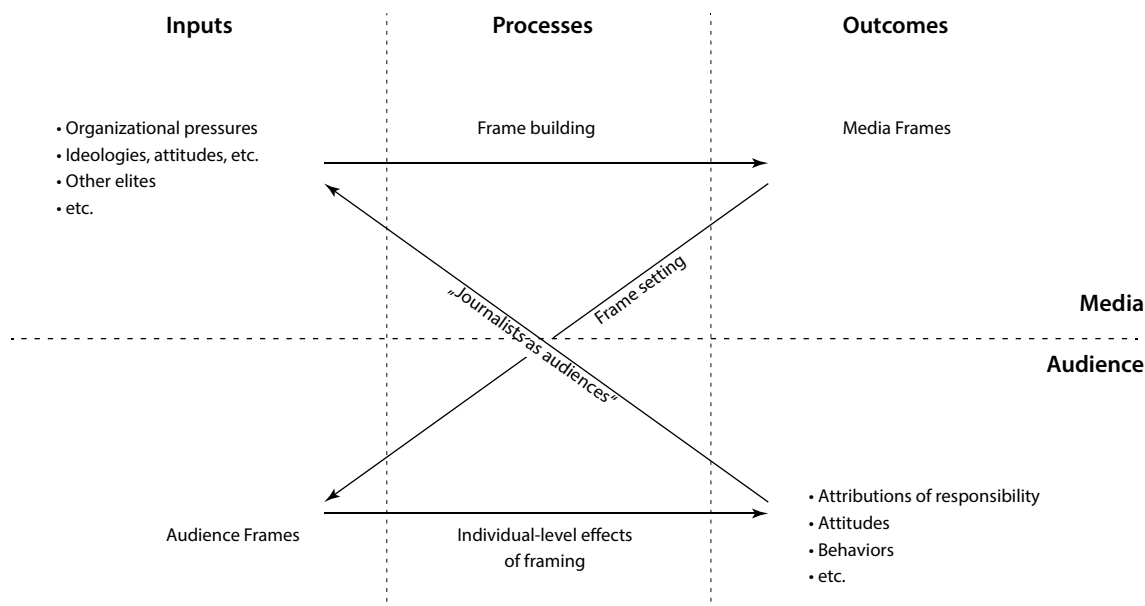 Inputs
Processes
Outcomes
• Organizational pressures
• Ideologies, attitudes, etc.
• Other elites
• etc.
Frame building
Media Frames
Frame setting
„Journalists as audiences“
Media
Audience
Audience Frames
Individual-level effects
of framing
• Attributions of responsibility
• Attitudes
• Behaviors
• etc.